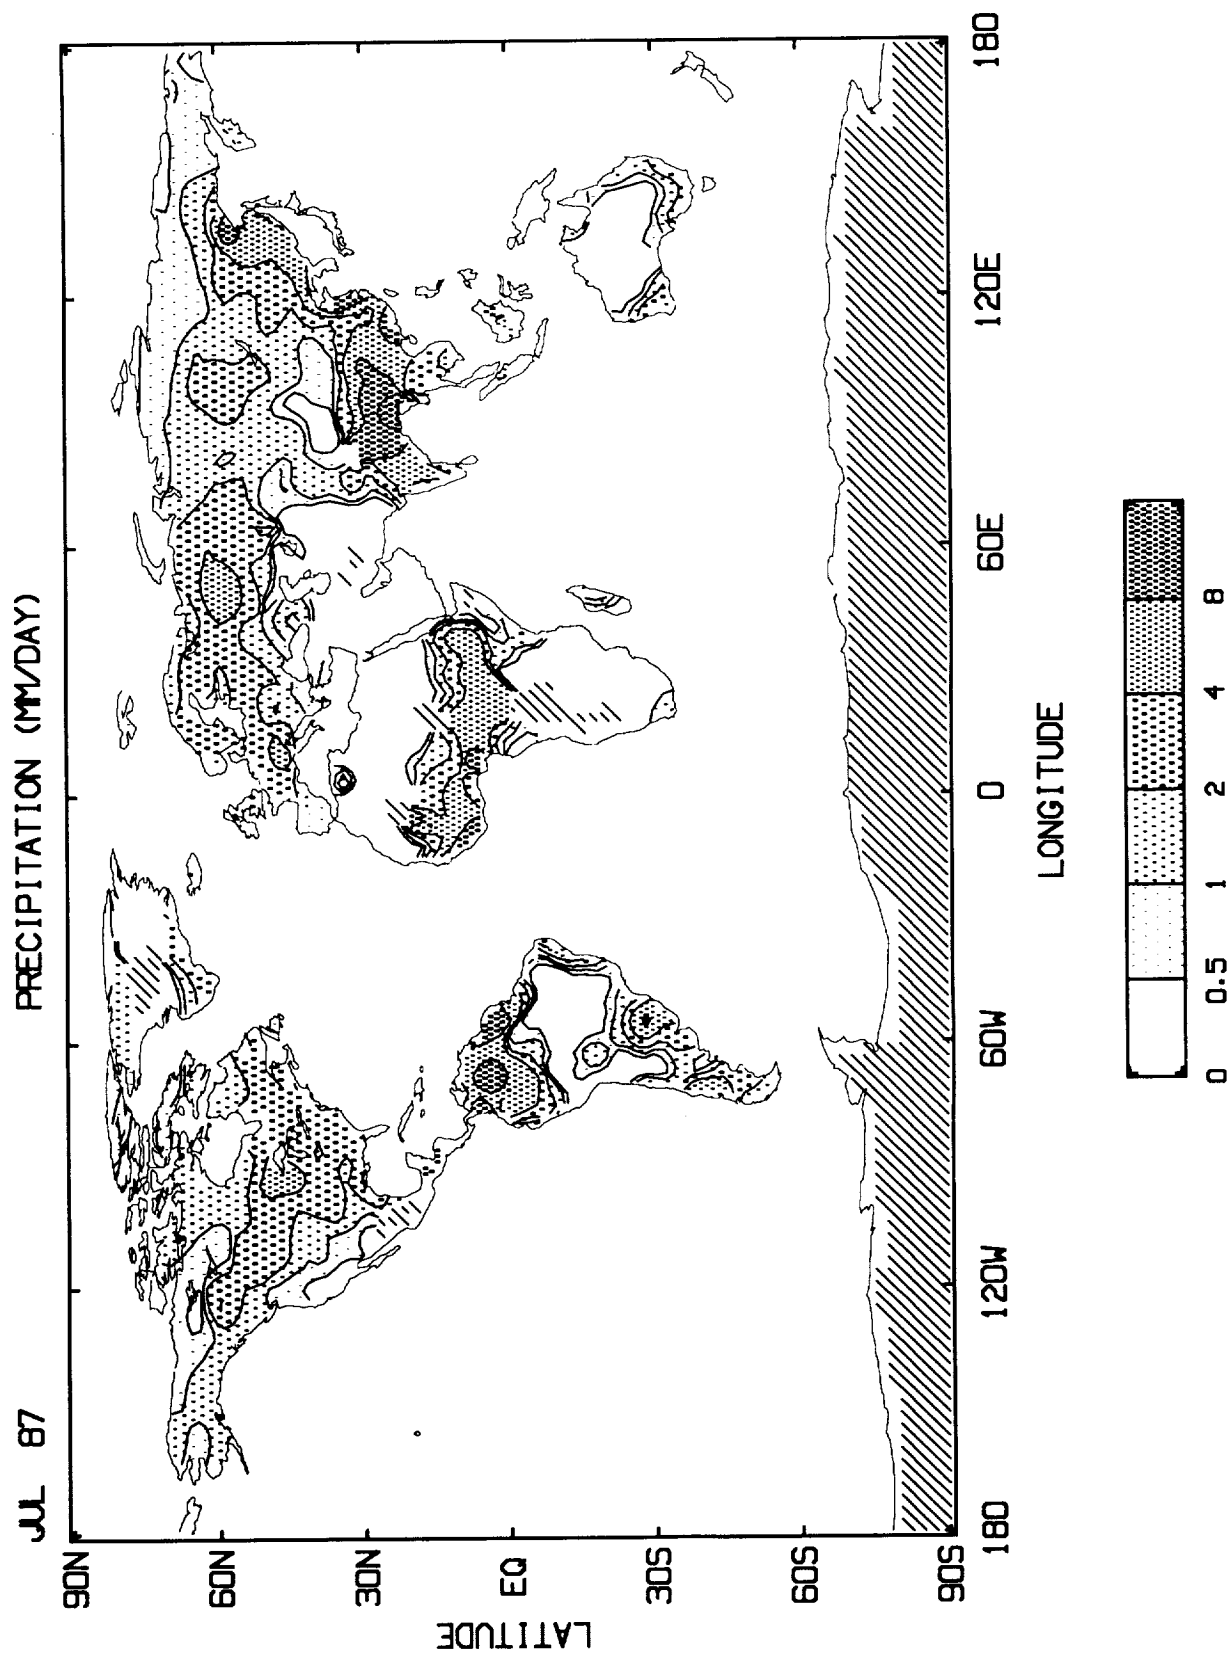 JUL 87
PRECIPITATION (MM/DAY)
90N
60N
30N
EQ
30S
60S
90S
LATITUDE
180 120W 60W 0 60E 120E 180
LONGITUDE
0 0.5 1 2 4 8